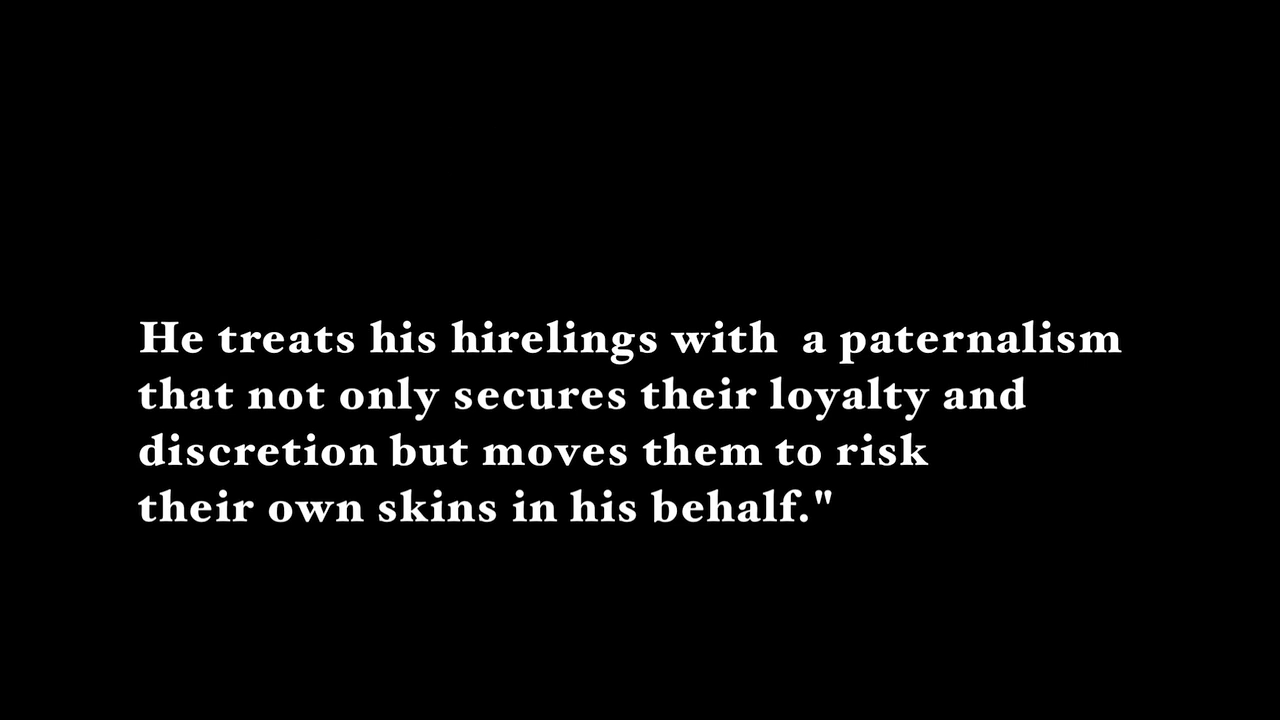 He treats his hirelings with  a paternalism
that not only secures their loyalty and
discretion but moves them to risk
their own skins in his behalf."